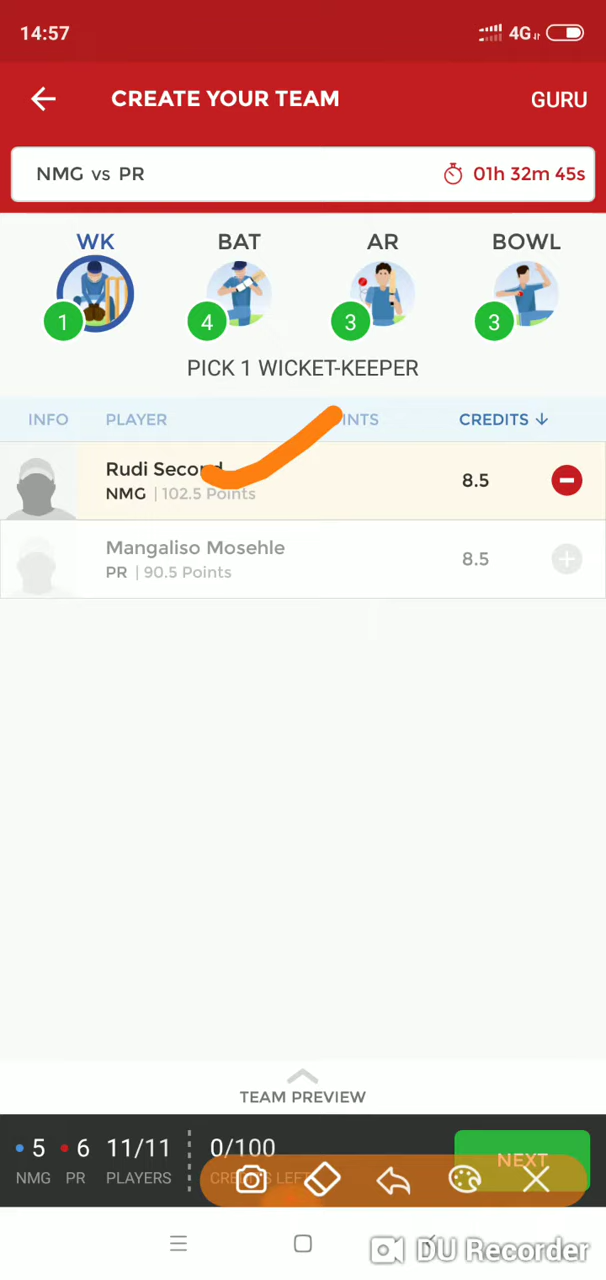 14:57
4G
CREATE YOUR TEAM
GURU
NMG vs PR
01h 32m 45s
WK
BAT
AR
BOWL
1
4
3
3
PICK 1 WICKET-KEEPER
INFO PLAYER INTS CREDITS ↓
Rudi Second
NMG | 102.5 Points
8.5
Mangaliso Mosehle
PR | 90.5 Points
8.5
TEAM PREVIEW
5 6 11/11 0/100
NMG PR PLAYERS CREDITS LEFT
NEXT
DU Recorder